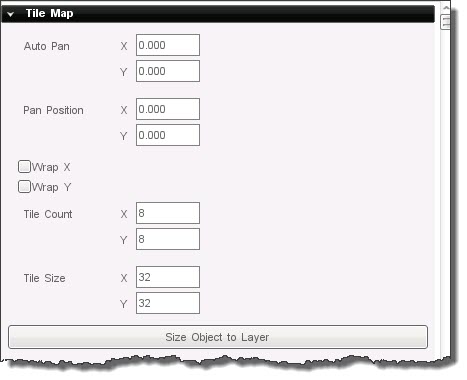 Tile Map
Auto Pan X 0.000
Y 0.000
Pan Position X 0.000
Y 0.000
Wrap X
Wrap Y
Tile Count X 8
Y 8
Tile Size X 32
Y 32
Size Object to Layer